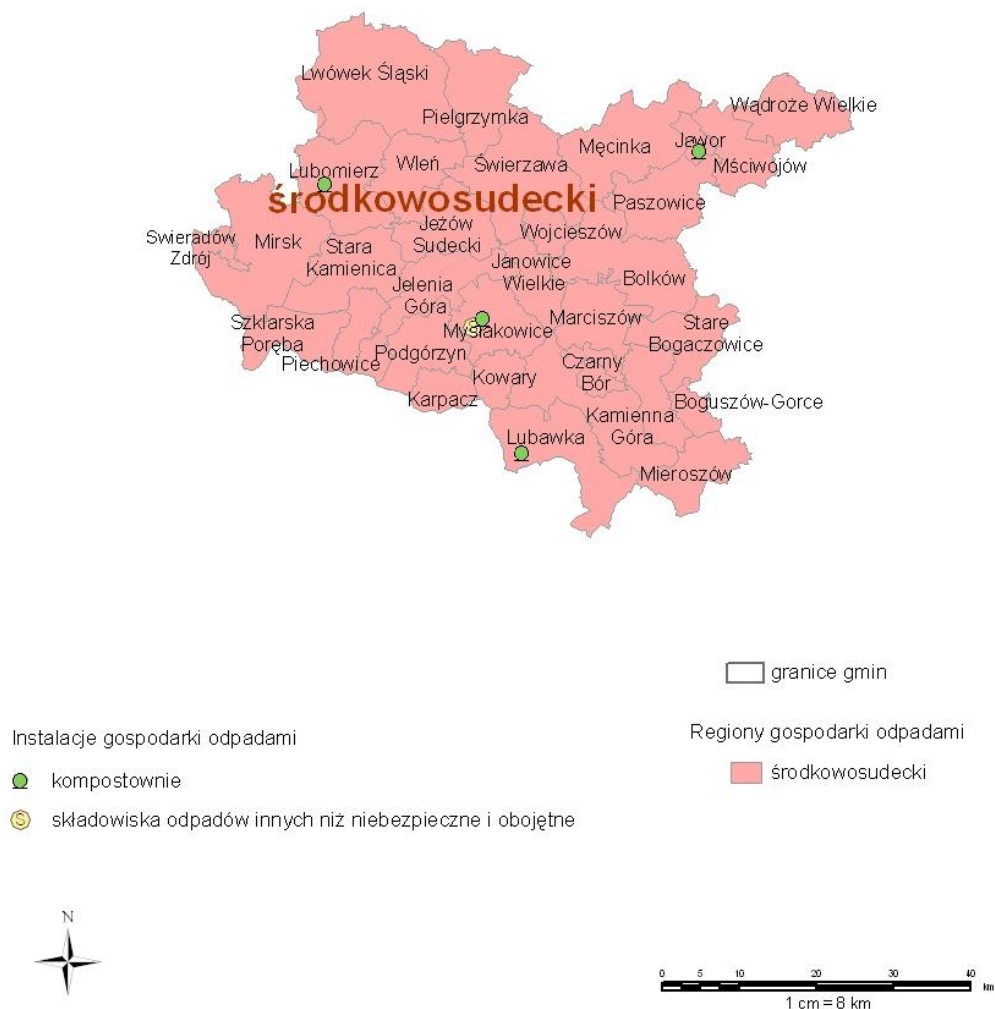 Lwówek Śląski
Wądroże Wielkie
Pielgrzymka
Męcinka
Jawor
Lubomierz
Wleń
Świerzawa
Mściwojów
środkowosudecki
Paszowice
Swieradów
Zdrój
Mirsk
Stara
Kamienica
Jeżów
Sudecki
Wojcieszów
Janowice
Wielkie
Bolków
Jelenia
Góra
Szklarska
Poręba
Piechowice
Podgórzyn
Mysłakowice
S
Marciszów
Stare
Bogaczowice
Kowary
Czarny
Bór
Karpacz
Boguszów-Gorce
Kamienna
Góra
Lubawka
Mieroszów
granice gmin
Instalacje gospodarki odpadami
Regiony gospodarki odpadami
kompostownie
środkowosudecki
S składowiska odpadów innych niż niebezpieczne i obojętne
N
0 5 10 20 30 40
km
1 cm = 8 km